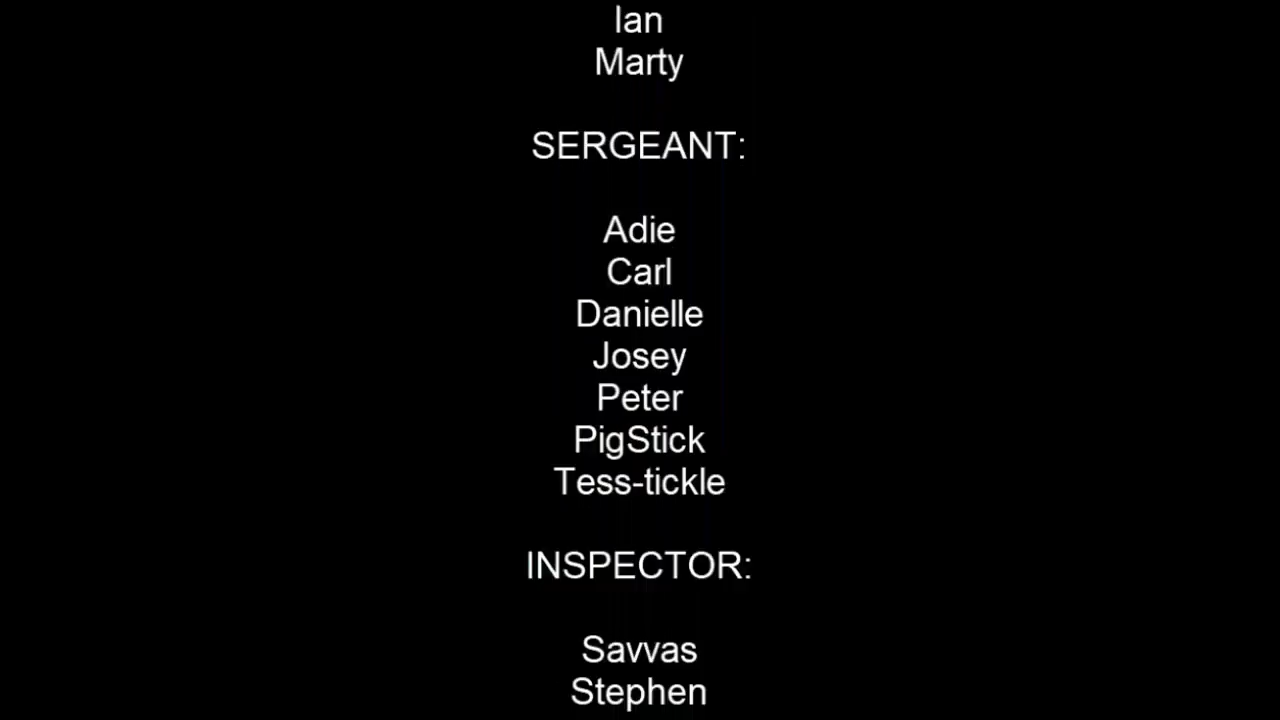 Ian
Marty
SERGEANT:
Adie
Carl
Danielle
Josey
Peter
PigStick
Tess-tickle
INSPECTOR:
Savvas
Stephen